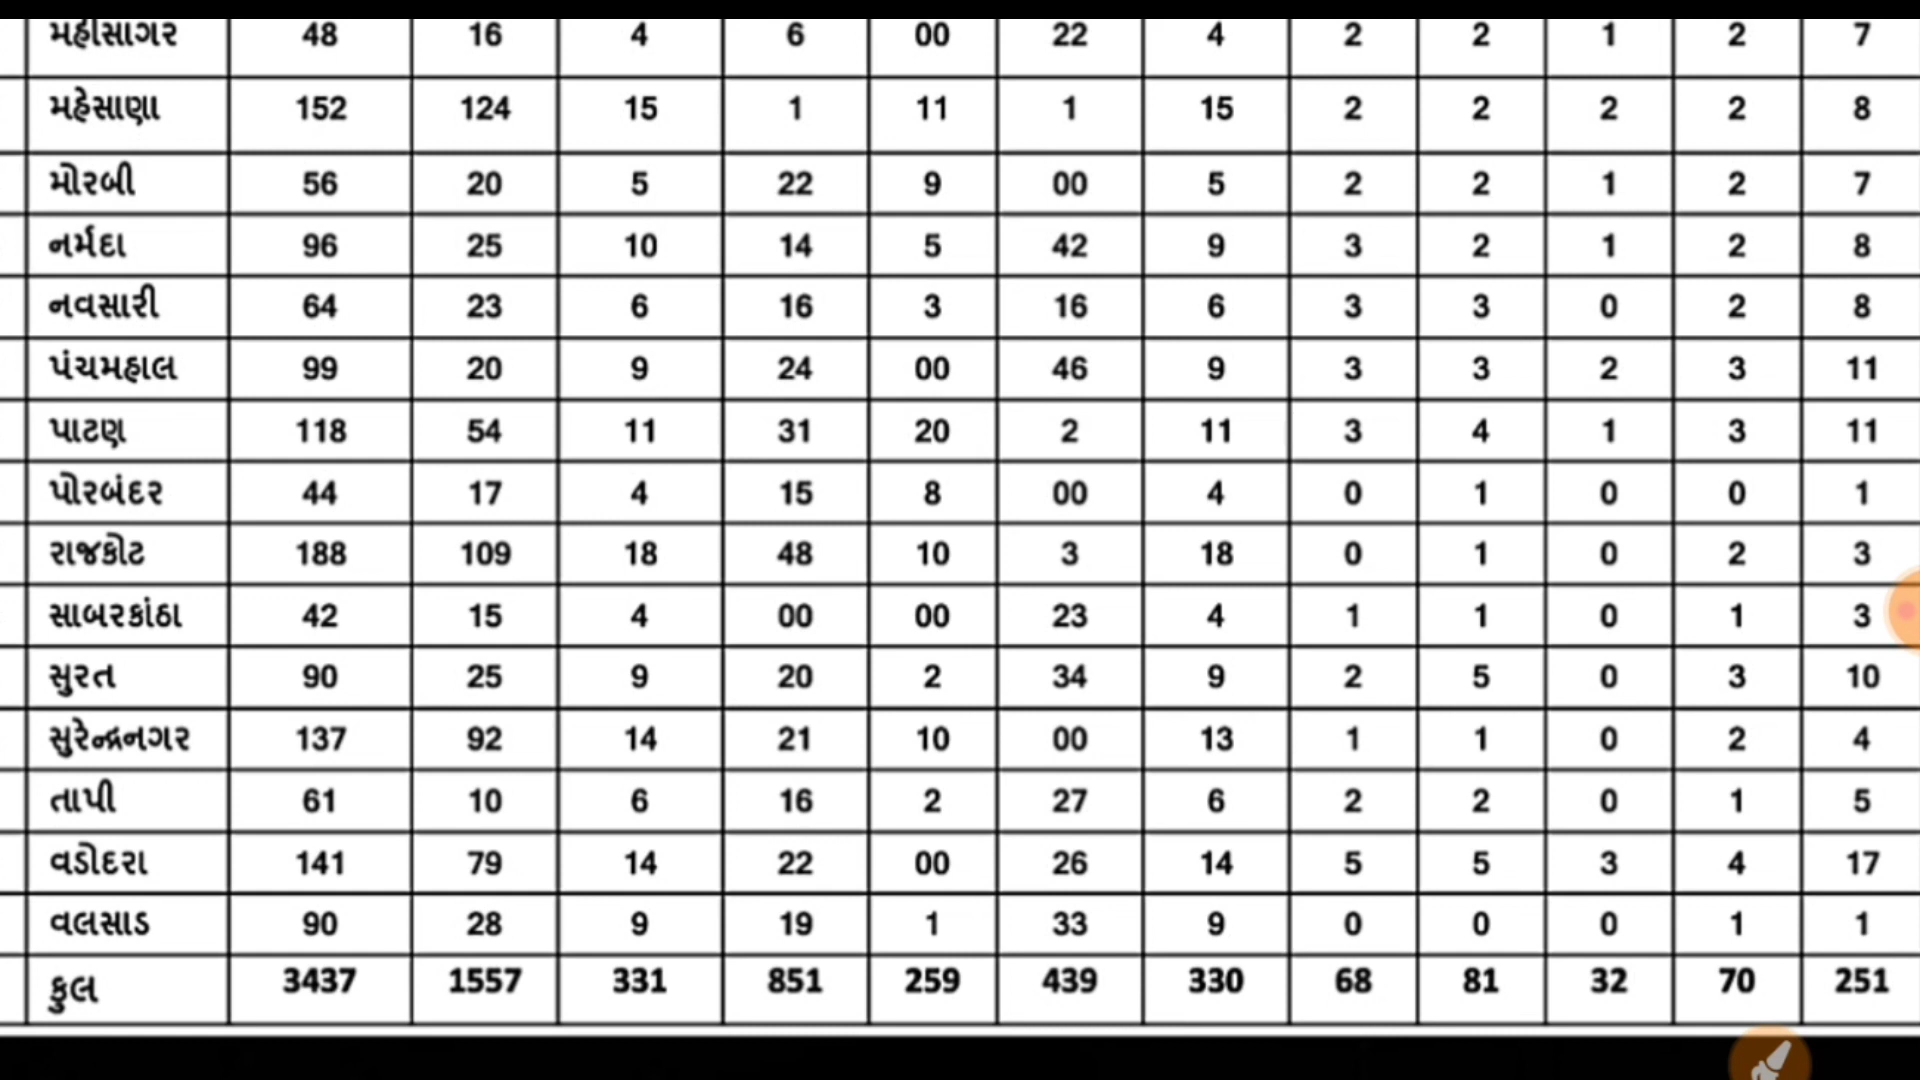 મહીસાગર 48 16 4 6 00 22 4 2 2 1 2 7
મહેસાણા 152 124 15 1 11 1 15 2 2 2 2 8
મોરબી 56 20 5 22 9 00 5 2 2 1 2 7
નર્મદા 96 25 10 14 5 42 9 3 2 1 2 8
નવસારી 64 23 6 16 3 16 6 3 3 0 2 8
પંચમહાલ 99 20 9 24 00 46 9 3 3 2 3 11
પાટણ 118 54 11 31 20 2 11 3 4 1 3 11
પોરબંદર 44 17 4 15 8 00 4 0 1 0 0 1
રાજકોટ 188 109 18 48 10 3 18 0 1 0 2 3
સાબરકાંઠા 42 15 4 00 00 23 4 1 1 0 1 3
સુરત 90 25 9 20 2 34 9 2 5 0 3 10
સુરેન્દ્રનગર 137 92 14 21 10 00 13 1 1 0 2 4
તાપી 61 10 6 16 2 27 6 2 2 0 1 5
વડોદરા 141 79 14 22 00 26 14 5 5 3 4 17
વલસાડ 90 28 9 19 1 33 9 0 0 0 1 1
કુલ 3437 1557 331 851 259 439 330 68 81 32 70 251